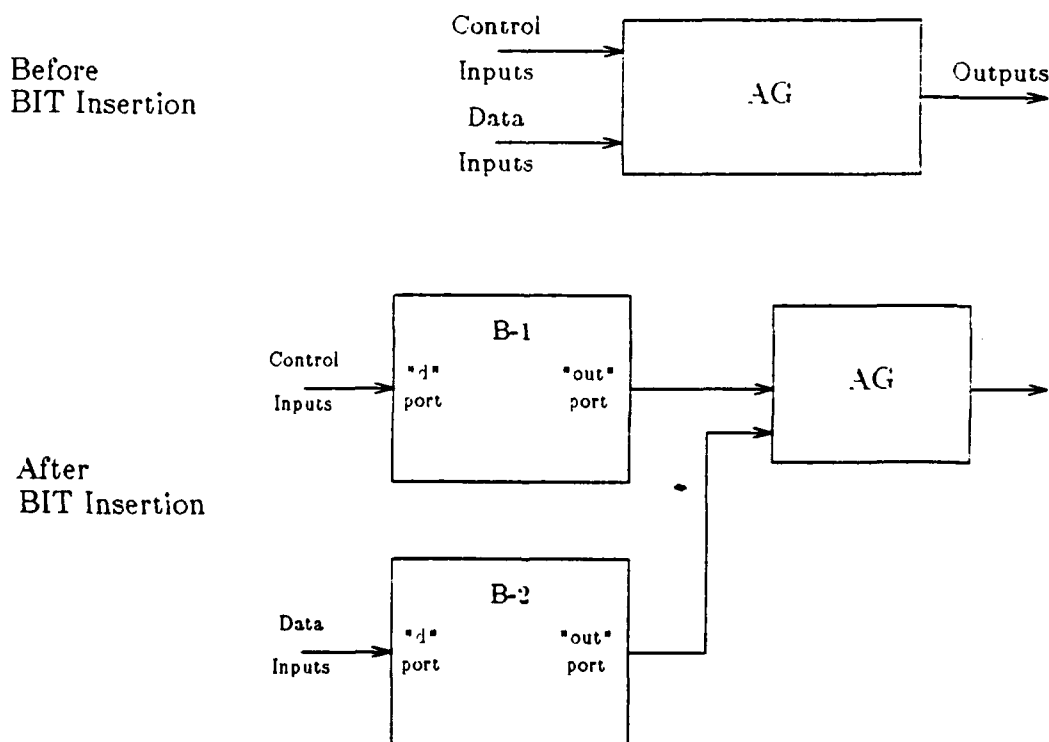 Before
BIT Insertion
Control
Inputs
Data
Inputs
AG
Outputs
After
BIT Insertion
Control
Inputs
B-1
"d"
port
"out"
port
AG
Data
Inputs
B-2
"d"
port
"out"
port